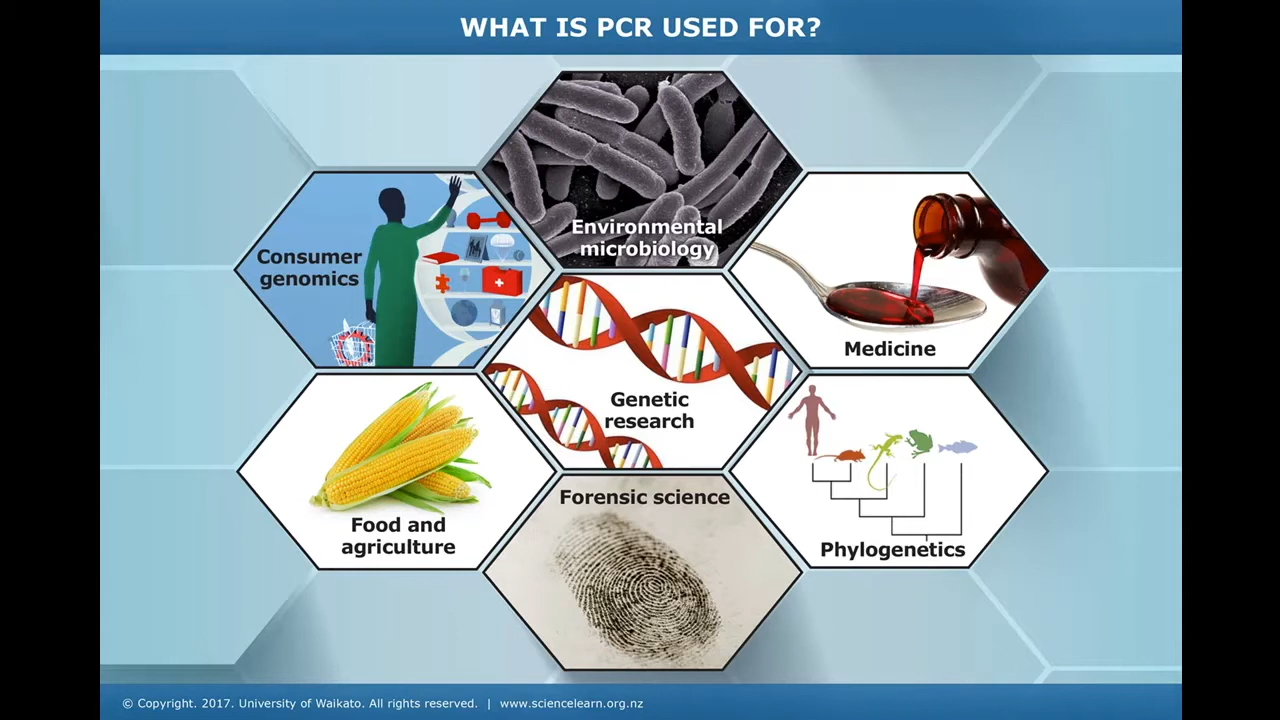 WHAT IS PCR USED FOR?
Environmental
microbiology
Consumer
genomics
Medicine
Genetic
research
Food and
agriculture
Forensic science
Phylogenetics
© Copyright. 2017. University of Waikato. All rights reserved. | www.sciencelearn.org.nz